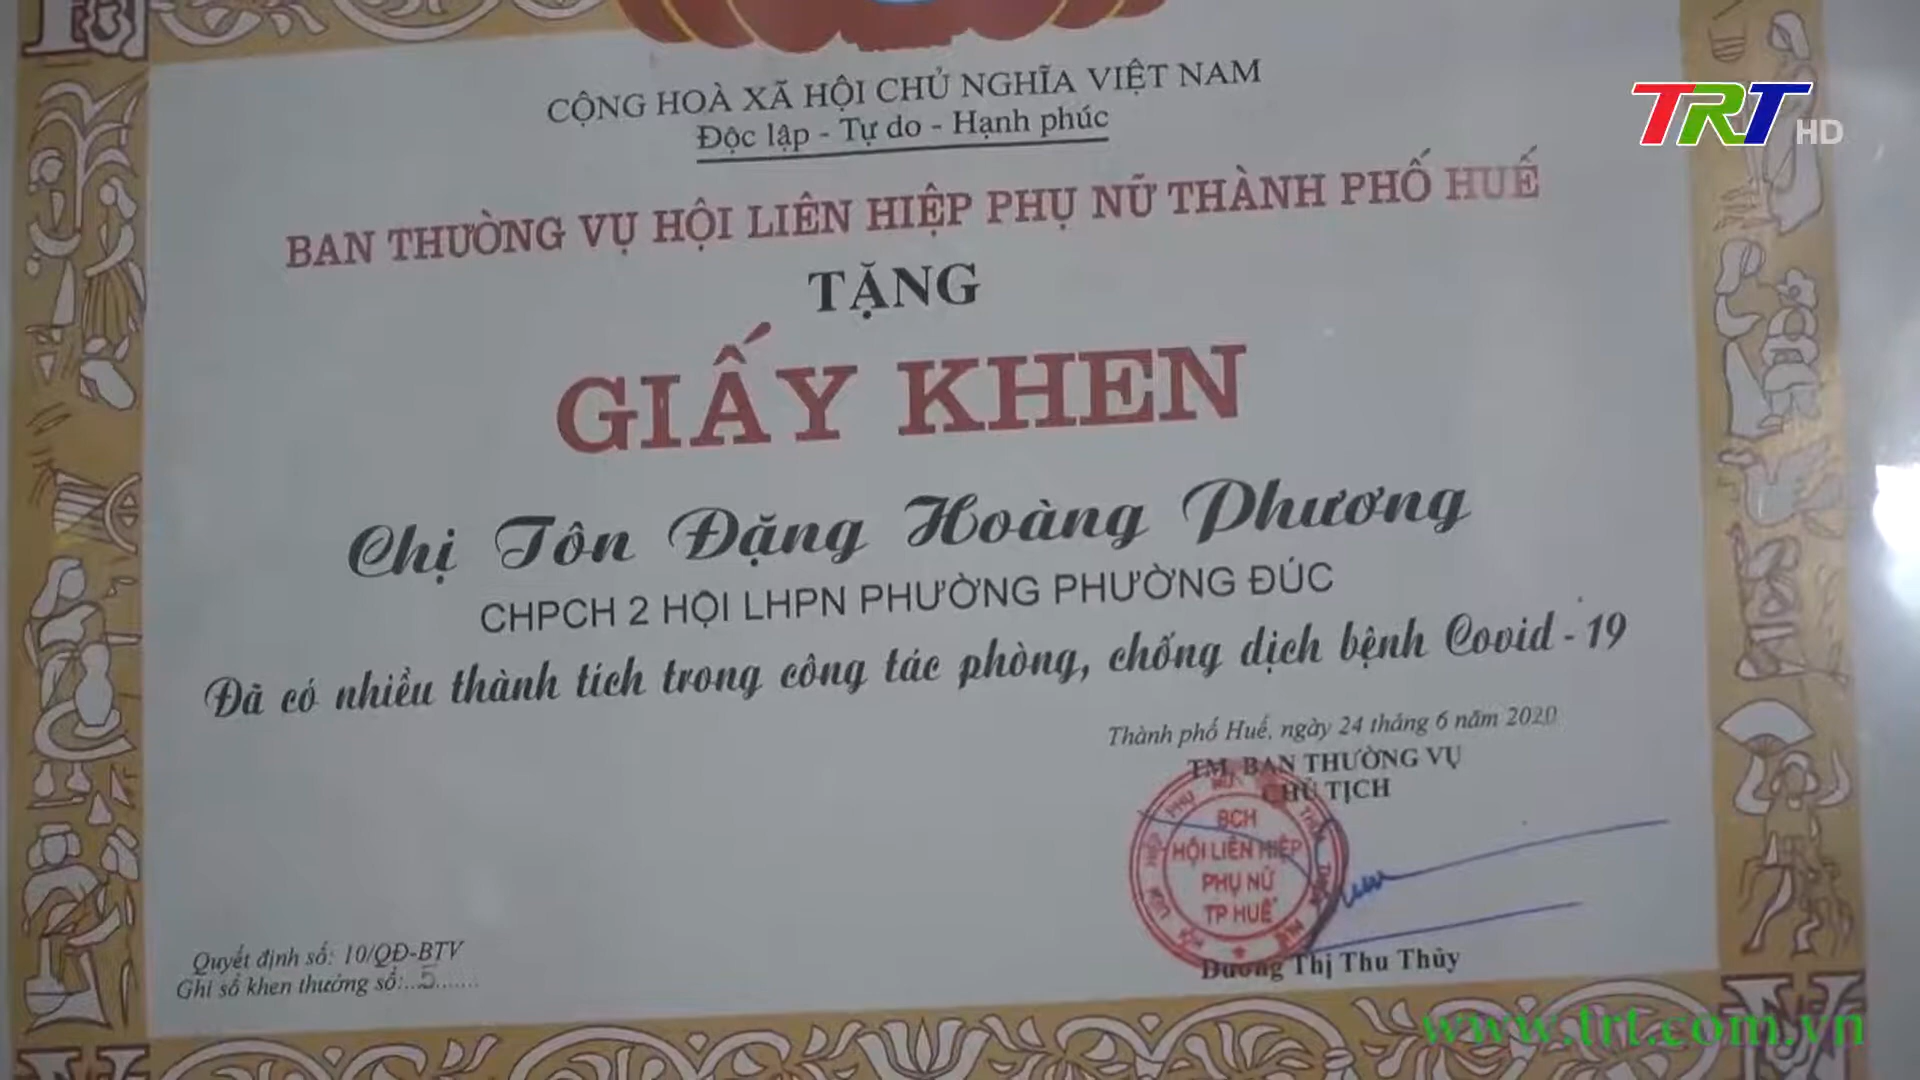 CỘNG HOÀ XÃ HỘI CHỦ NGHĨA VIỆT NAM
Độc lập - Tự do - Hạnh phúc
TRT HD
BAN THƯỜNG VỤ HỘI LIÊN HIỆP PHỤ NỮ THÀNH PHỐ HUẾ
TẶNG
GIẤY KHEN
Chị Tôn Đặng Hoàng Phương
CHPCH 2 HỘI LHPN PHƯỜNG PHƯỜNG ĐÚC
Đã có nhiều thành tích trong công tác phòng, chống dịch bệnh Covid - 19
Thành phố Huế, ngày 24 tháng 6 năm 2020
TM. BAN THƯỜNG VỤ
CHỦ TỊCH
BCH
HỘI LIÊN HIỆP
PHỤ NỮ
TP HUẾ
Dương Thị Thu Thủy
Quyết định số: 10/QĐ-BTV
Ghi sổ khen thưởng số:...5.......
www.trt.com.vn